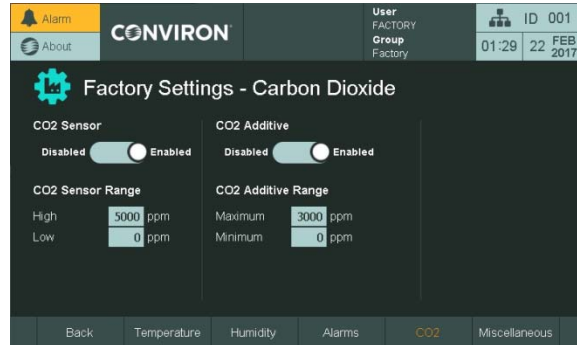 Alarm
About
CONVIRON
User
FACTORY
Group
Factory
ID 001
01:29 22 FEB 2017
Factory Settings - Carbon Dioxide
CO2 Sensor
Disabled Enabled
CO2 Sensor Range
High 5000 ppm
Low 0 ppm
CO2 Additive
Disabled Enabled
CO2 Additive Range
Maximum 3000 ppm
Minimum 0 ppm
Back Temperature Humidity Alarms CO2 Miscellaneous